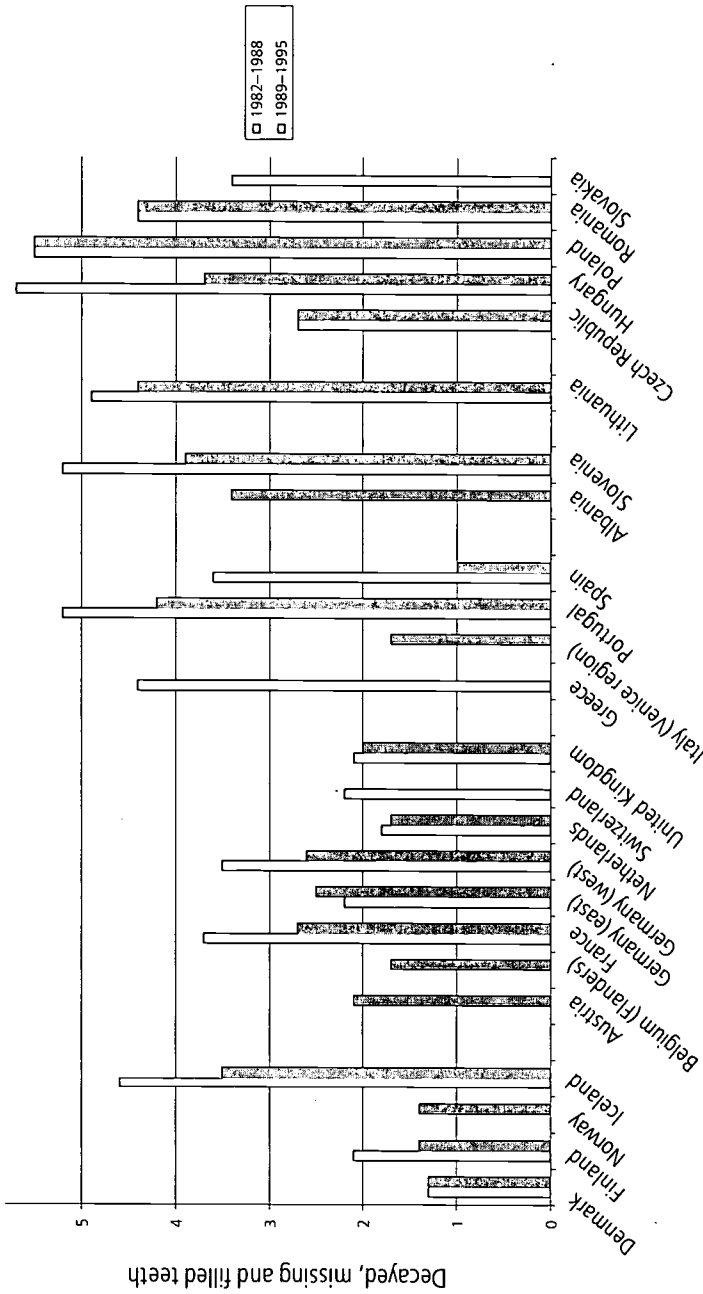 Decayed, missing and filled teeth
5
4
3
2
1
0
Denmark
Finland
Norway
Iceland
Austria
Belgium (Flanders)
France
Germany (east)
Germany (west)
Netherlands
Switzerland
United Kingdom
Greece
Italy (Venice region)
Portugal
Spain
Albania
Slovenia
Lithuania
Czech Republic
Hungary
Poland
Romania
Slovakia
1982–1988
1989–1995